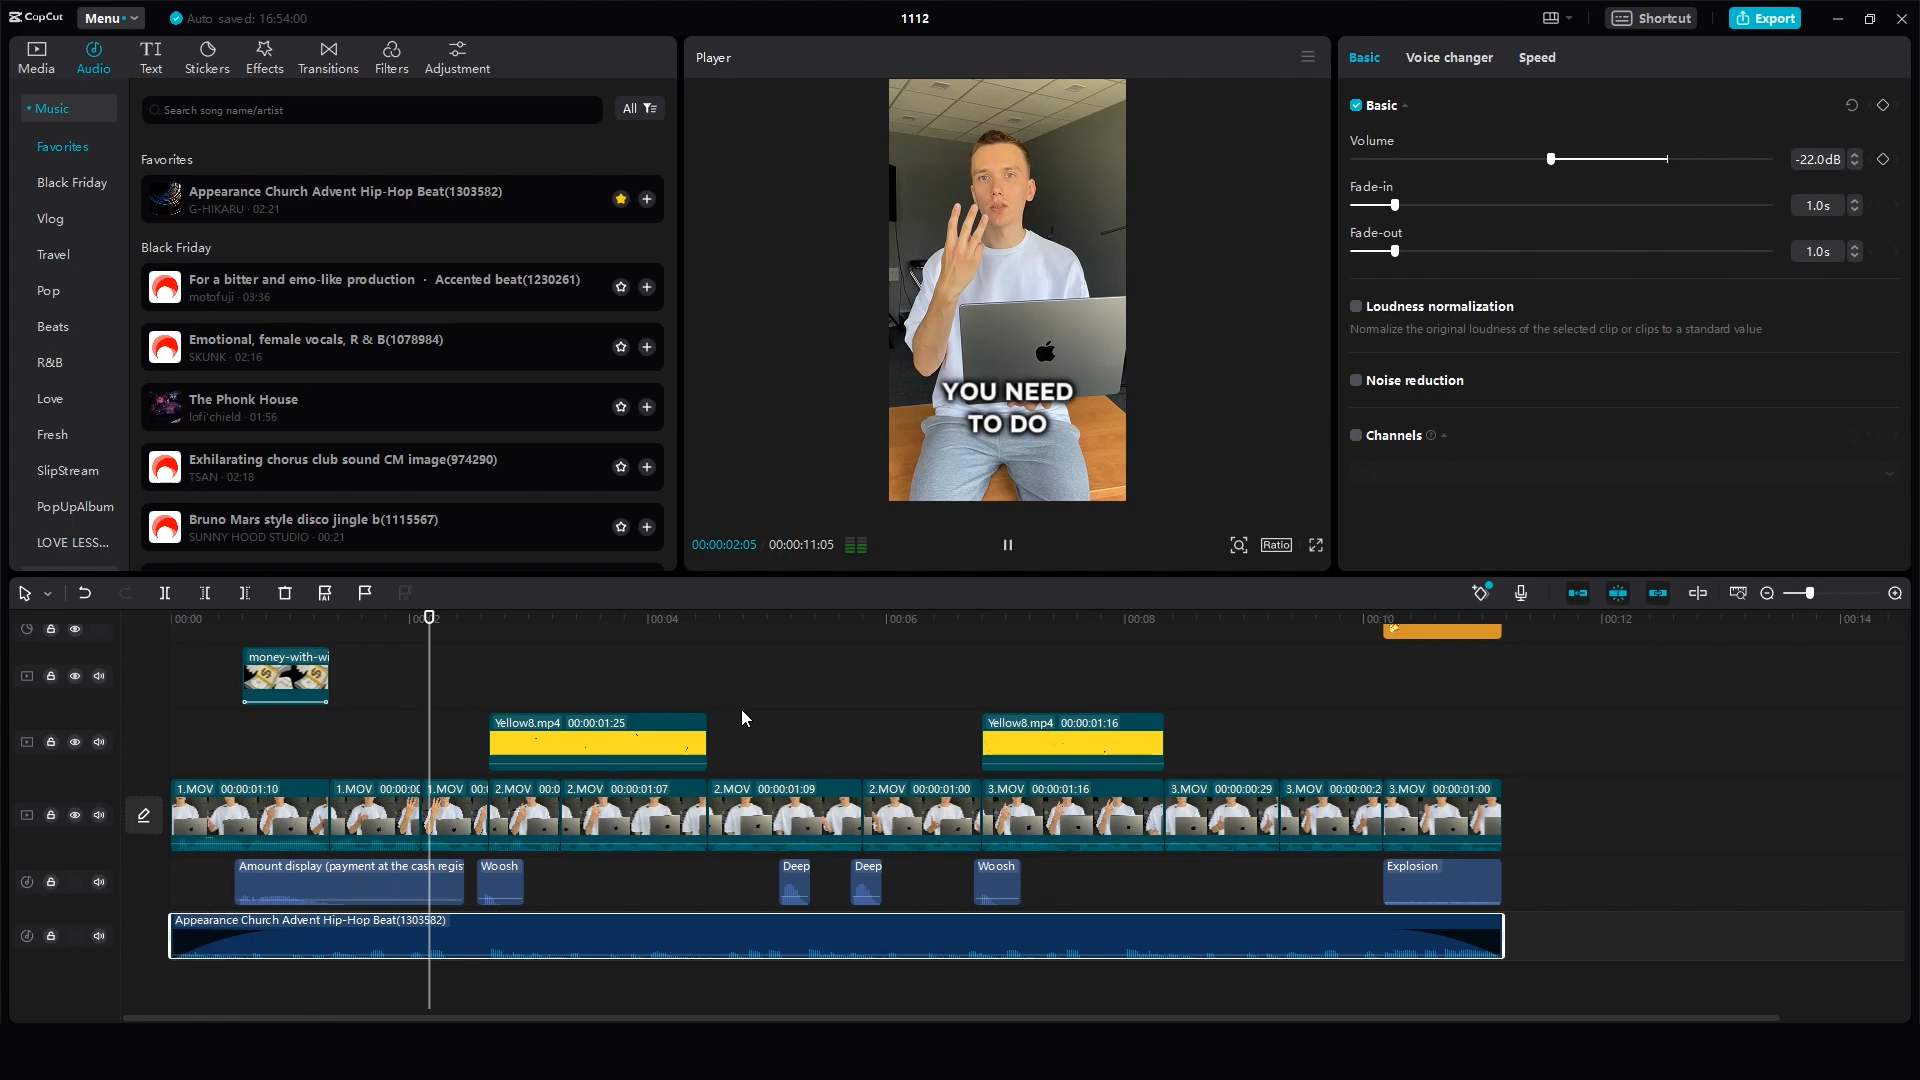 CapCut
Menu
Auto saved: 16:54:00
1112
Shortcut
Export
Media
Audio
Text
Stickers
Effects
Transitions
Filters
Adjustment
Music
Favorites
Black Friday
Vlog
Travel
Pop
Beats
R&B
Love
Fresh
SlipStream
PopUpAlbum
LOVE LESS...
Search song name/artist
All
Favorites
Appearance Church Advent Hip-Hop Beat(1303582)
G-HIKARU · 02:21
Black Friday
For a bitter and emo-like production · Accented beat(1230261)
motofuji · 03:36
Emotional, female vocals, R & B(1078984)
SKUNK · 02:16
The Phonk House
lofi'chield · 01:56
Exhilarating chorus club sound CM image(974290)
TSAN · 02:18
Bruno Mars style disco jingle b(1115567)
SUNNY HOOD STUDIO · 00:21
Player
YOU NEED
TO DO
00:00:02:05
00:00:11:05
Ratio
Basic
Voice changer
Speed
Basic
Volume
-22.0dB
Fade-in
1.0s
Fade-out
1.0s
Loudness normalization
Normalize the original loudness of the selected clip or clips to a standard value
Noise reduction
Channels
00:00
00:04
00:06
00:08
00:10
00:12
00:14
money-with-wi
Yellow8.mp4 00:00:01:25
Yellow8.mp4 00:00:01:16
1.MOV 00:00:01:10
1.MOV 00:00:00
1.MOV 00:
2.MOV 00:0
2.MOV 00:00:01:07
2.MOV 00:00:01:09
2.MOV 00:00:01:00
3.MOV 00:00:01:16
3.MOV 00:00:00:29
3.MOV 00:00:00:2
3.MOV 00:00:01:00
Amount display (payment at the cash regis
Woosh
Deep
Deep
Woosh
Explosion
Appearance Church Advent Hip-Hop Beat(1303582)